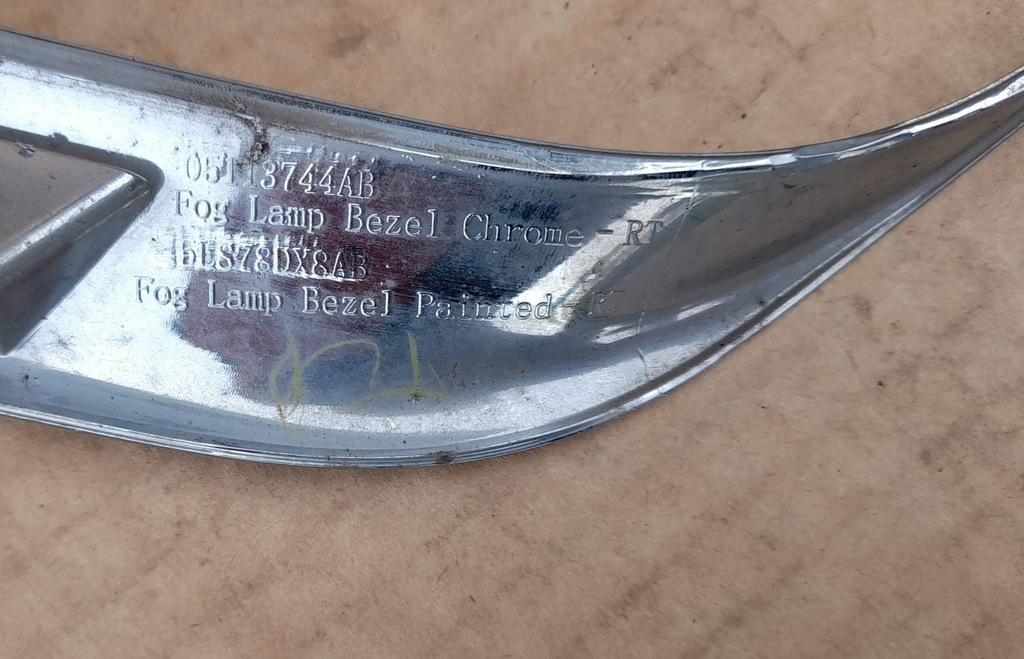 05113744AB
Fog Lamp Bezel Chrome - RT
Fog Lamp Bezel Painted -